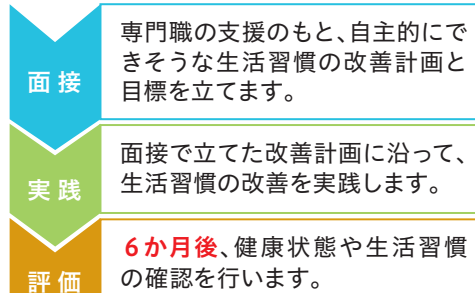 面接
専門職の支援のもと、自主的にで
きそうな生活習慣の改善計画と
目標を立てます。
実践
面接で立てた改善計画に沿って、
生活習慣の改善を実践します。
評価
６か月後、健康状態や生活習慣
の確認を行います。